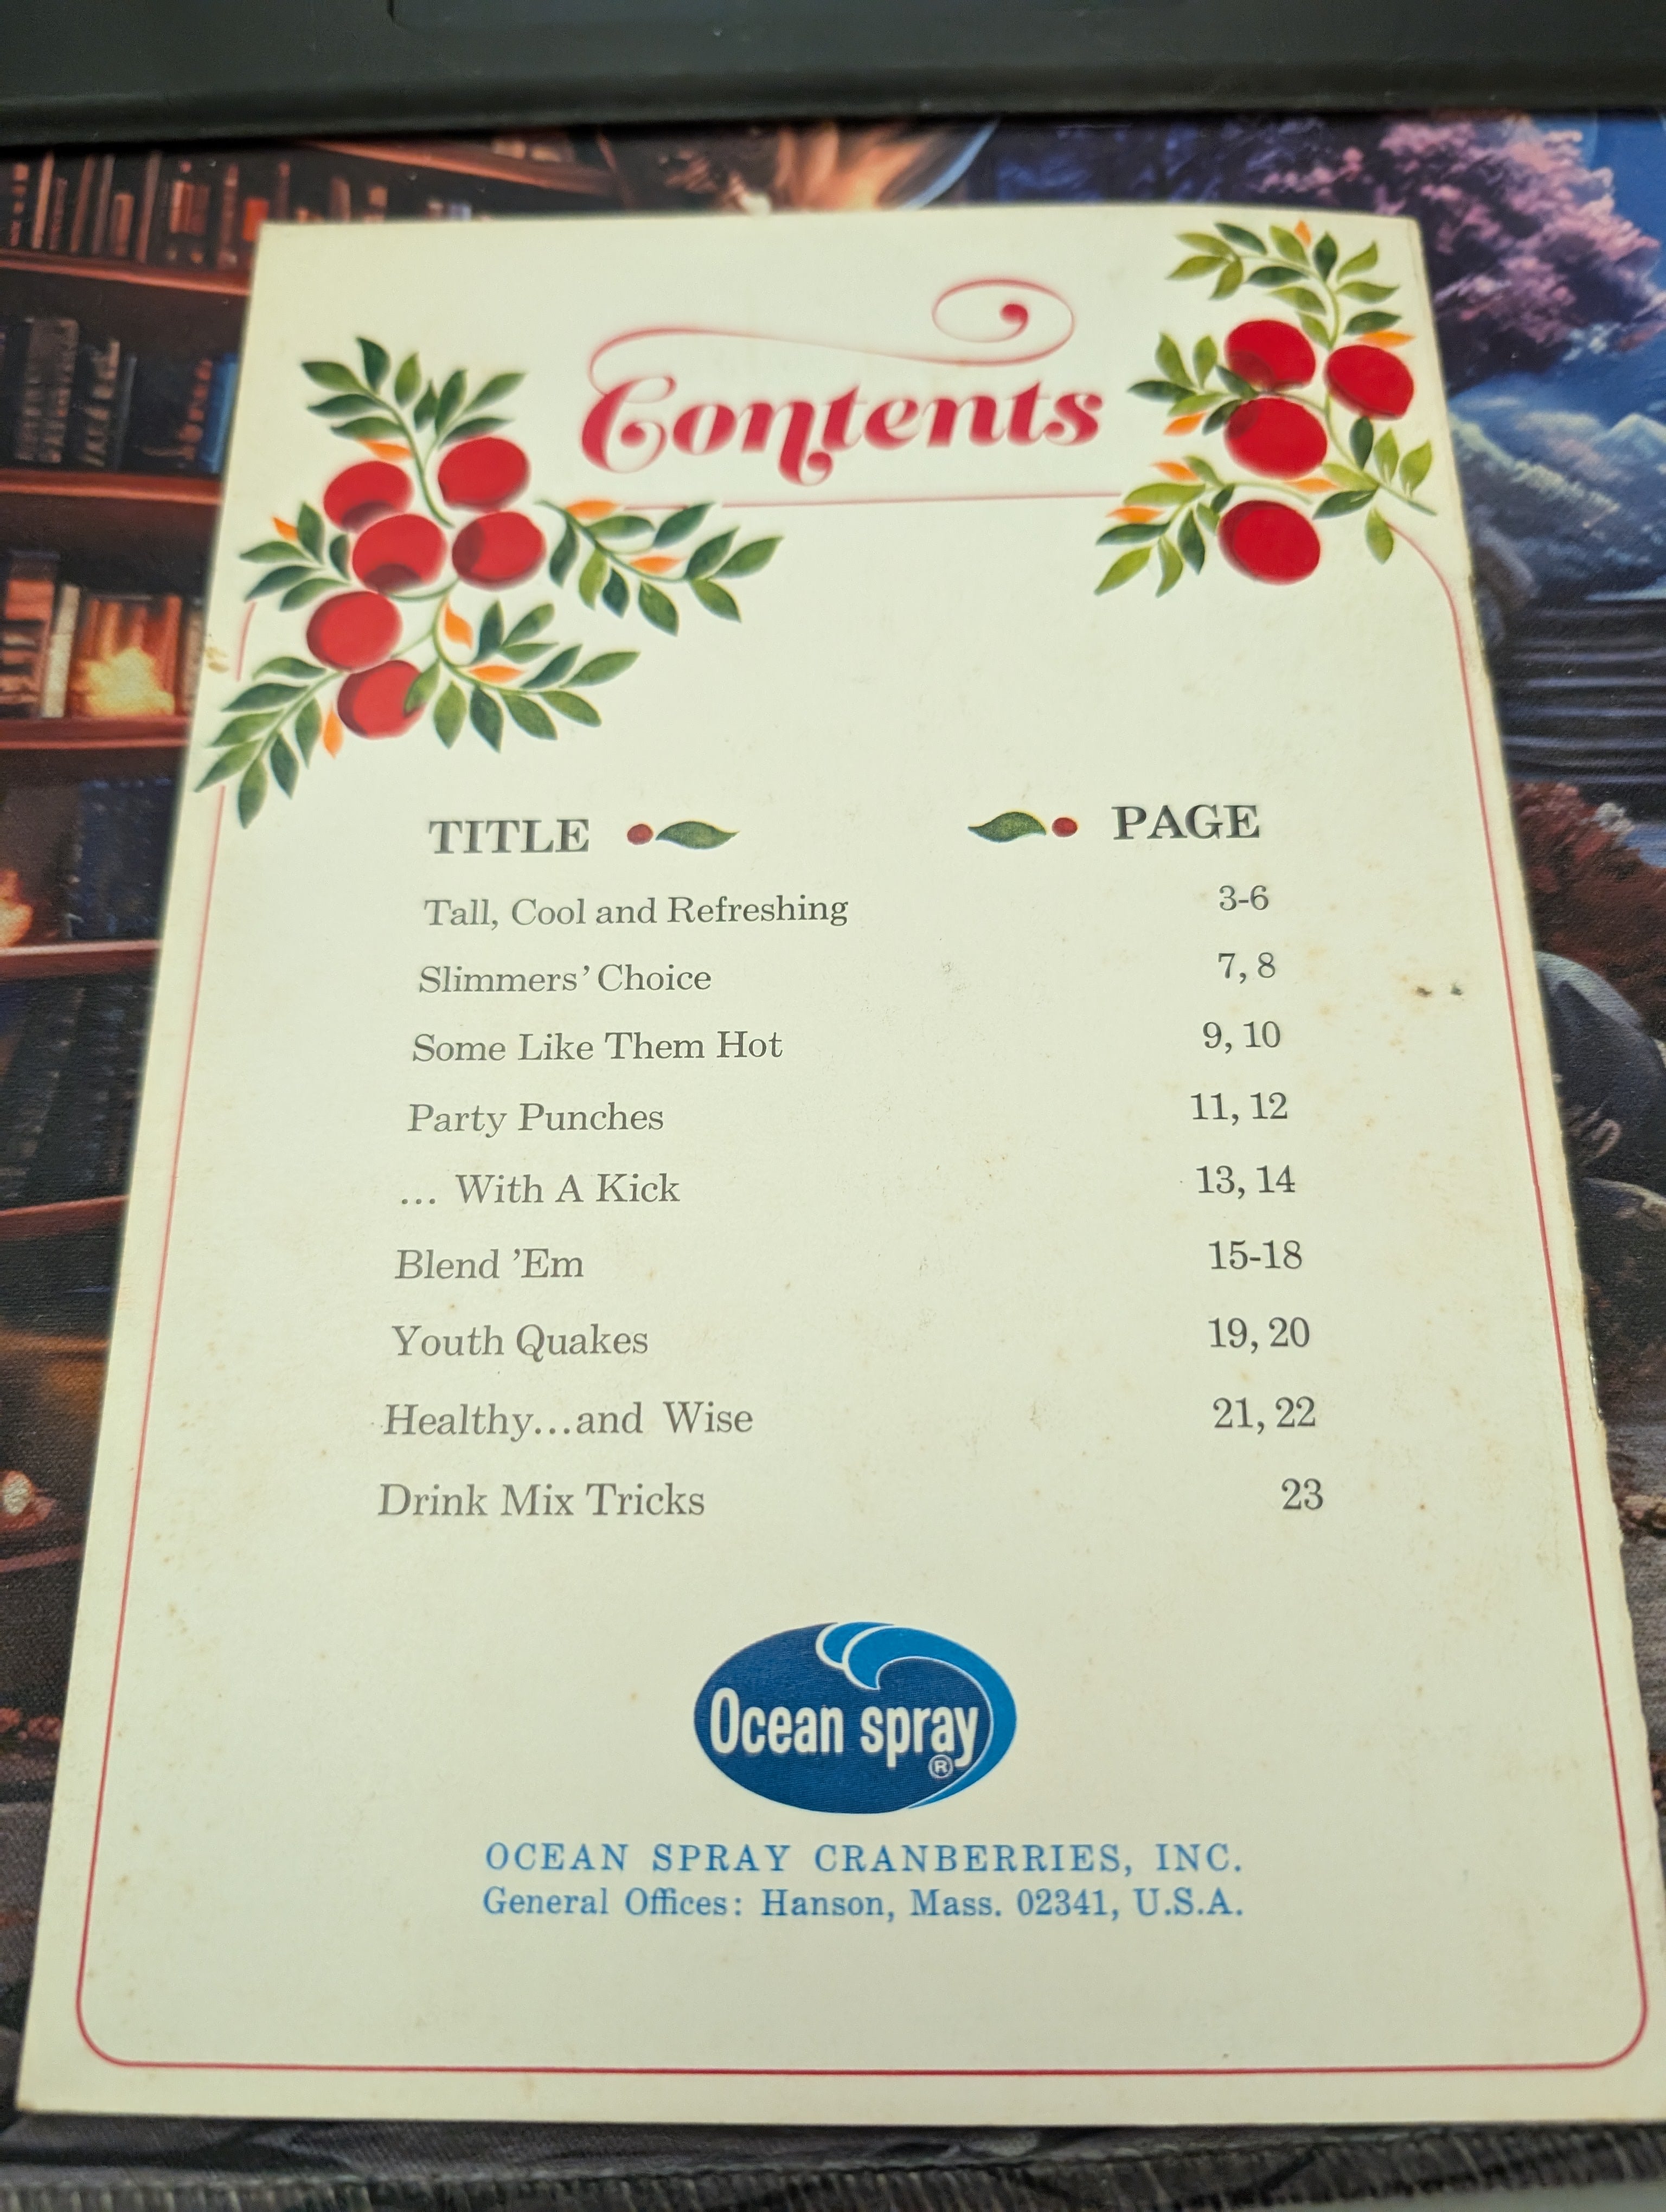 Contents
TITLE PAGE
Tall, Cool and Refreshing 3-6
Slimmers' Choice 7, 8
Some Like Them Hot 9, 10
Party Punches 11, 12
... With A Kick 13, 14
Blend 'Em 15-18
Youth Quakes 19, 20
Healthy...and Wise 21, 22
Drink Mix Tricks 23
Ocean spray®
OCEAN SPRAY CRANBERRIES, INC.
General Offices: Hanson, Mass. 02341, U.S.A.